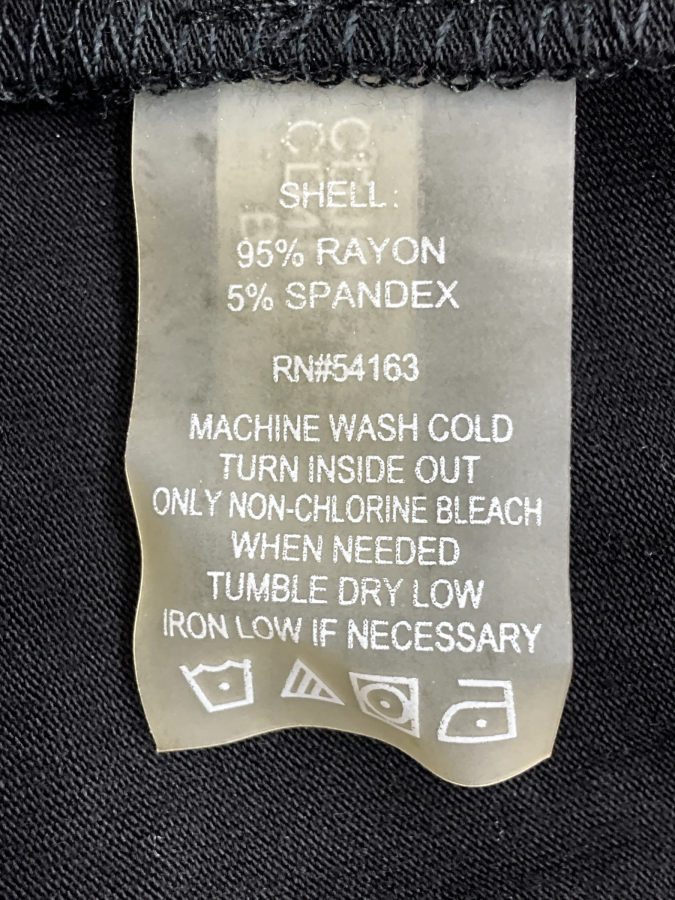 SHELL:
95% RAYON
5% SPANDEX
RN#54163
MACHINE WASH COLD
TURN INSIDE OUT
ONLY NON-CHLORINE BLEACH
WHEN NEEDED
TUMBLE DRY LOW
IRON LOW IF NECESSARY